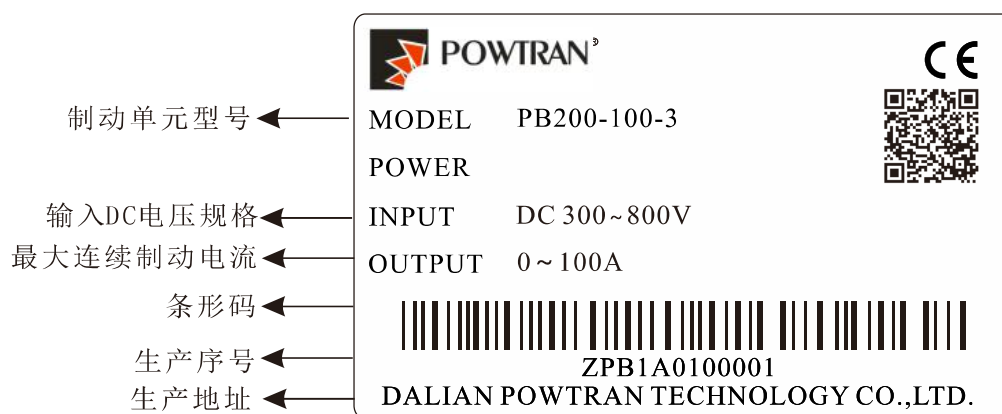 POWTRAN
CE
制动单元型号 MODEL PB200-100-3
POWER
输入DC电压规格 INPUT DC 300~800V
最大连续制动电流 OUTPUT 0~100A
条形码
生产序号 ZPB1A0100001
生产地址 DALIAN POWTRAN TECHNOLOGY CO.,LTD.